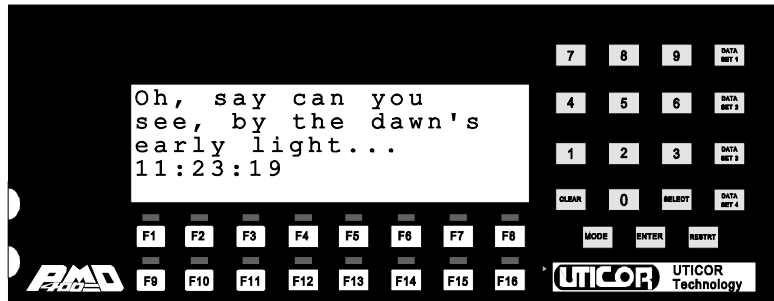 Oh, say can you
see, by the dawn's
early light...
11:23:19
7 8 9 DATA SET 1
4 5 6 DATA SET 2
1 2 3 DATA SET 3
CLEAR 0 SELECT DATA SET 4
MODE ENTER RESTRT
F1 F2 F3 F4 F5 F6 F7 F8
F9 F10 F11 F12 F13 F14 F15 F16
PMD
400
UTICOR
UTICOR
Technology